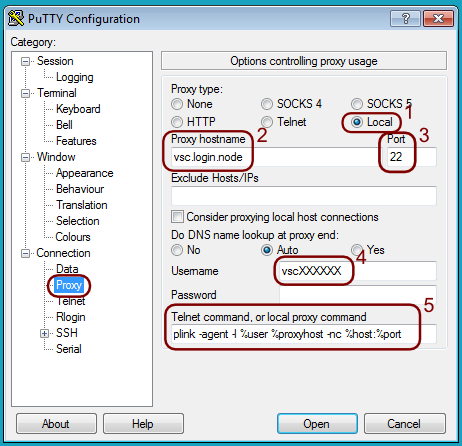 PuTTY Configuration
Category:
Session
Logging
Terminal
Keyboard
Bell
Features
Window
Appearance
Behaviour
Translation
Selection
Colours
Connection
Data
Proxy
Telnet
Rlogin
SSH
Serial
Options controlling proxy usage
Proxy type:
None SOCKS 4 SOCKS 5
HTTP Telnet Local 1
Proxy hostname 2 Port 3
vsc.login.node 22
Exclude Hosts/IPs
Consider proxying local host connections
Do DNS name lookup at proxy end:
No Auto Yes
Username vscXXXXXX 4
Password
Telnet command, or local proxy command 5
plink -agent -l %user %proxyhost -nc %host:%port
About Help Open Cancel